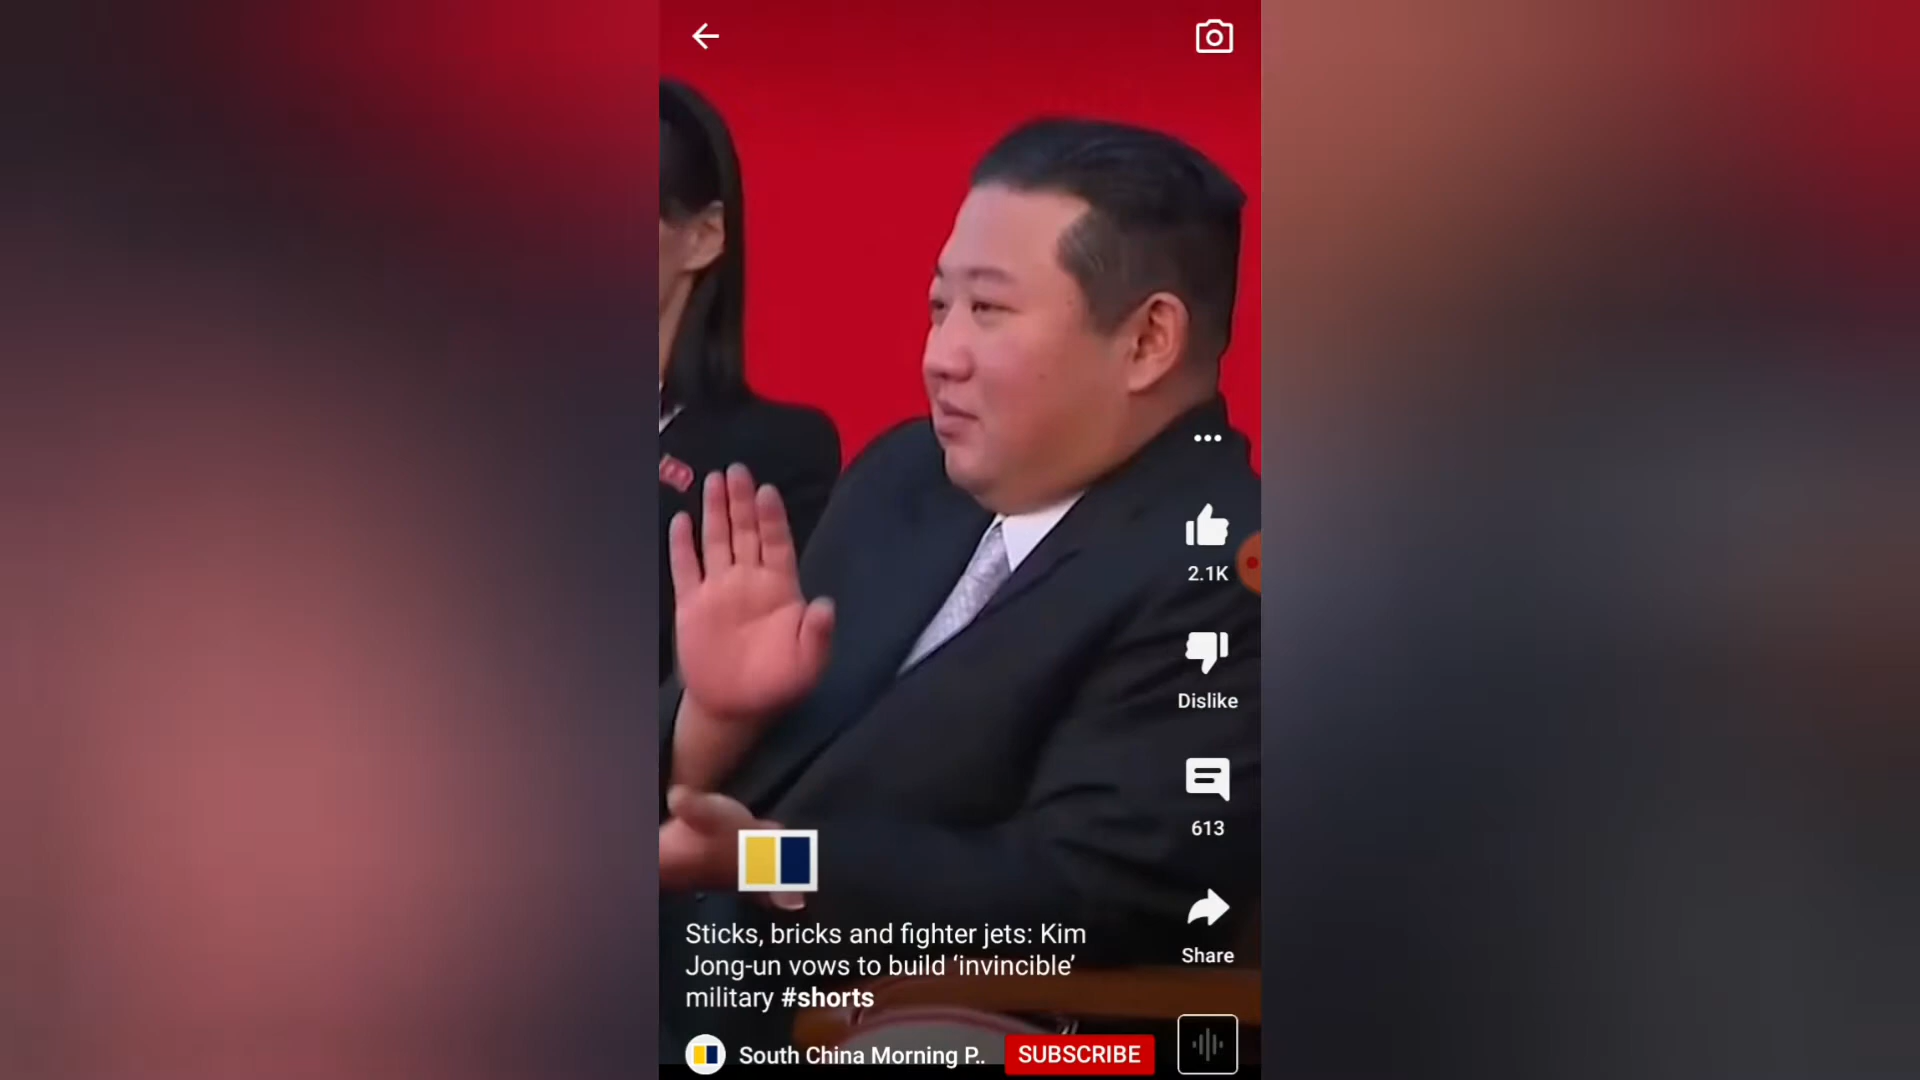 2.1K
Dislike
613
Sticks, bricks and fighter jets: Kim
Jong-un vows to build ‘invincible’
military #shorts
Share
South China Morning P..
SUBSCRIBE